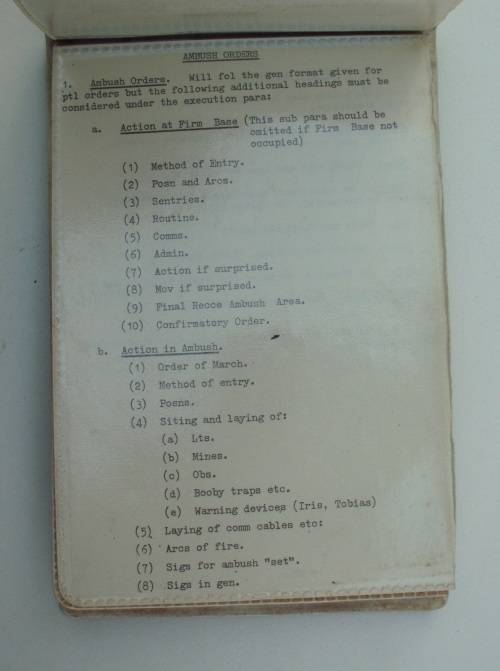 AMBUSH ORDERS
1. Ambush Orders. Will fol the gen format given for
ptl orders but the following additional headings must be
considered under the execution para:
a. Action at Firm Base (This sub para should be
omitted if Firm Base not
occupied)
(1) Method of Entry.
(2) Posn and Arcs.
(3) Sentries.
(4) Routine.
(5) Comms.
(6) Admin.
(7) Action if surprised.
(8) Mov if surprised.
(9) Final Recce Ambush Area.
(10) Confirmatory Order.
b. Action in Ambush.
(1) Order of March.
(2) Method of entry.
(3) Posns.
(4) Siting and laying of:
(a) Lts.
(b) Mines.
(c) Obs.
(d) Booby traps etc.
(e) Warning devices (Iris, Tobias)
(5) Laying of comm cables etc:
(6) Arcs of fire.
(7) Sigs for ambush "set".
(8) Sigs in gen.